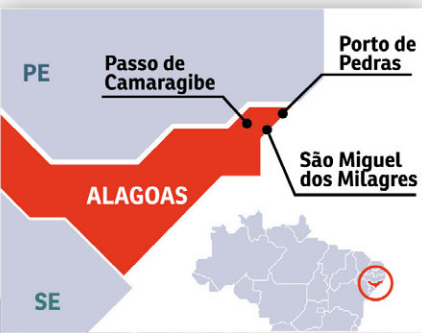 PE
Passo de
Camaragibe
Porto de
Pedras
São Miguel
dos Milagres
ALAGOAS
SE